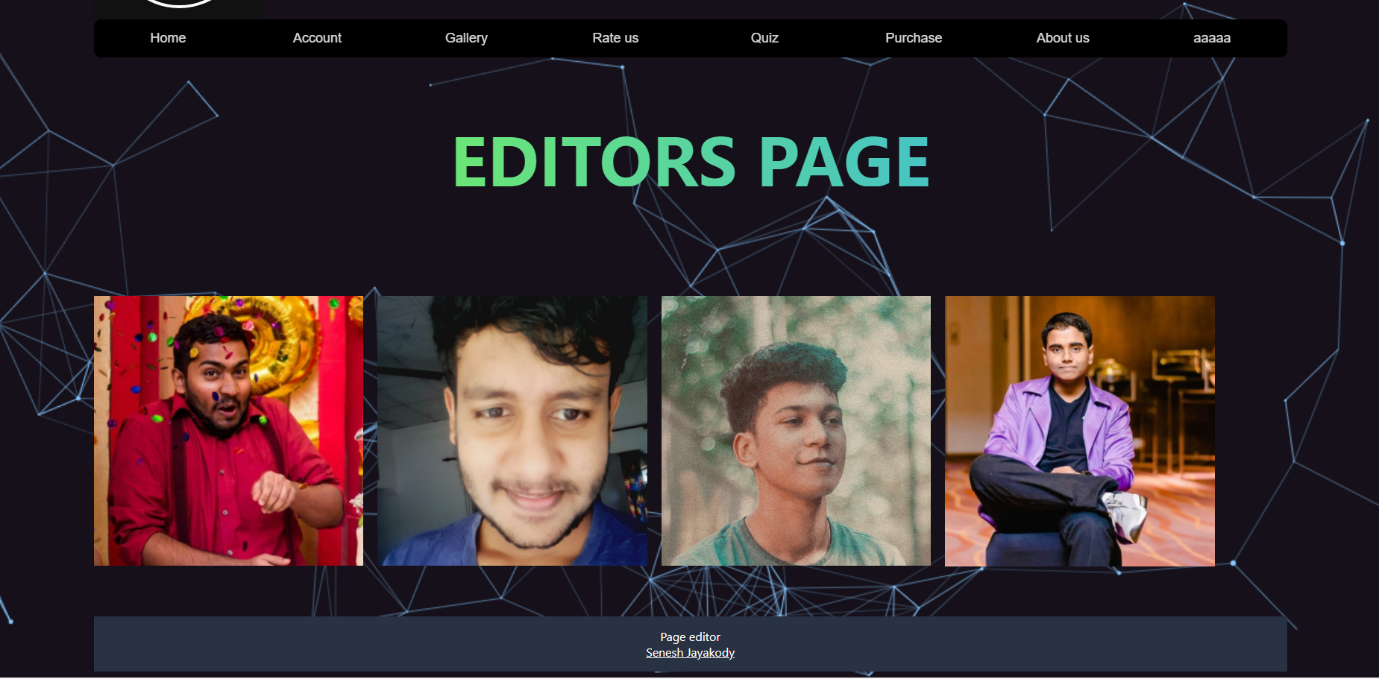 Home Account Gallery Rate us Quiz Purchase About us aaaaa
EDITORS PAGE
Page editor
Senesh Jayakody